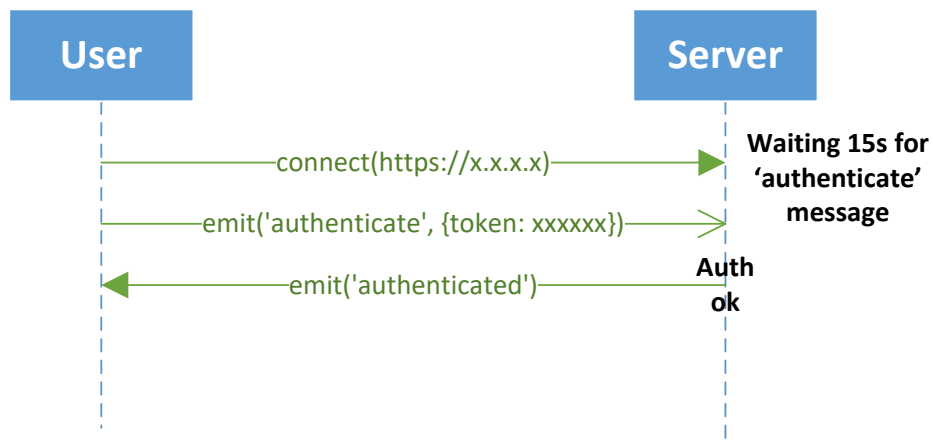 User
Server
connect(https://x.x.x.x)
Waiting 15s for
‘authenticate’
message
emit('authenticate', {token: xxxxxx})
Auth
ok
emit('authenticated')